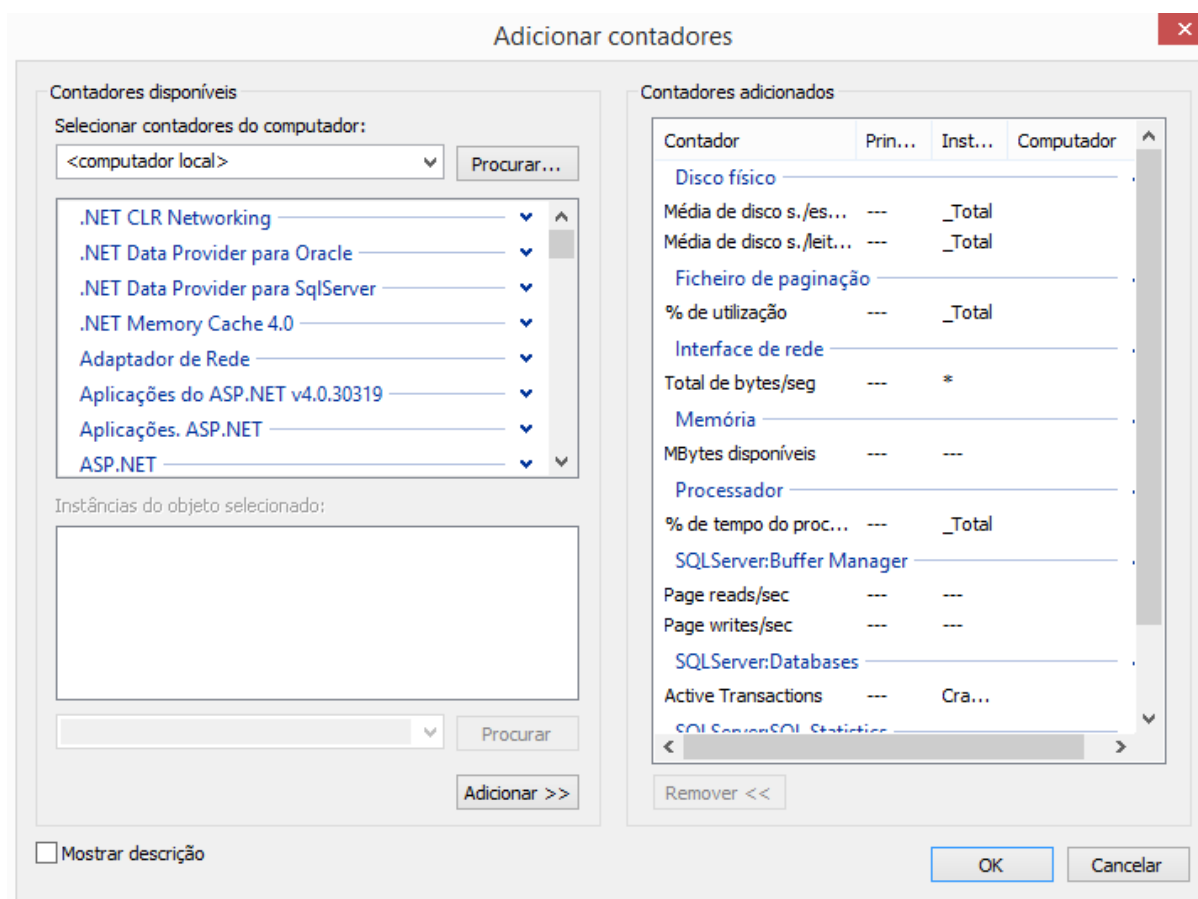 Adicionar contadores
Contadores disponíveis
Selecionar contadores do computador:
<computador local>
Procurar...
.NET CLR Networking
.NET Data Provider para Oracle
.NET Data Provider para SqlServer
.NET Memory Cache 4.0
Adaptador de Rede
Aplicações do ASP.NET v4.0.30319
Aplicações. ASP.NET
ASP.NET
Instâncias do objeto selecionado:
Procurar
Adicionar >>
Mostrar descrição
Contadores adicionados
Contador Prin... Inst... Computador
Disco físico
Média de disco s./es... --- _Total
Média de disco s./leit... --- _Total
Ficheiro de paginação
% de utilização --- _Total
Interface de rede
Total de bytes/seg --- *
Memória
MBytes disponíveis --- ---
Processador
% de tempo do proc... --- _Total
SQLServer:Buffer Manager
Page reads/sec --- ---
Page writes/sec --- ---
SQLServer:Databases
Active Transactions --- Cra...
SQLServer:SQL Statistics
Remover <<
OK
Cancelar